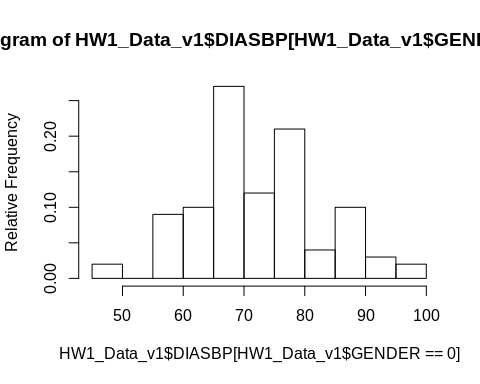 gram of HW1_Data_v1$DIASBP[HW1_Data_v1$GENI
Relative Frequency
0.20
0.10
0.00
50 60 70 80 90 100
HW1_Data_v1$DIASBP[HW1_Data_v1$GENDER == 0]